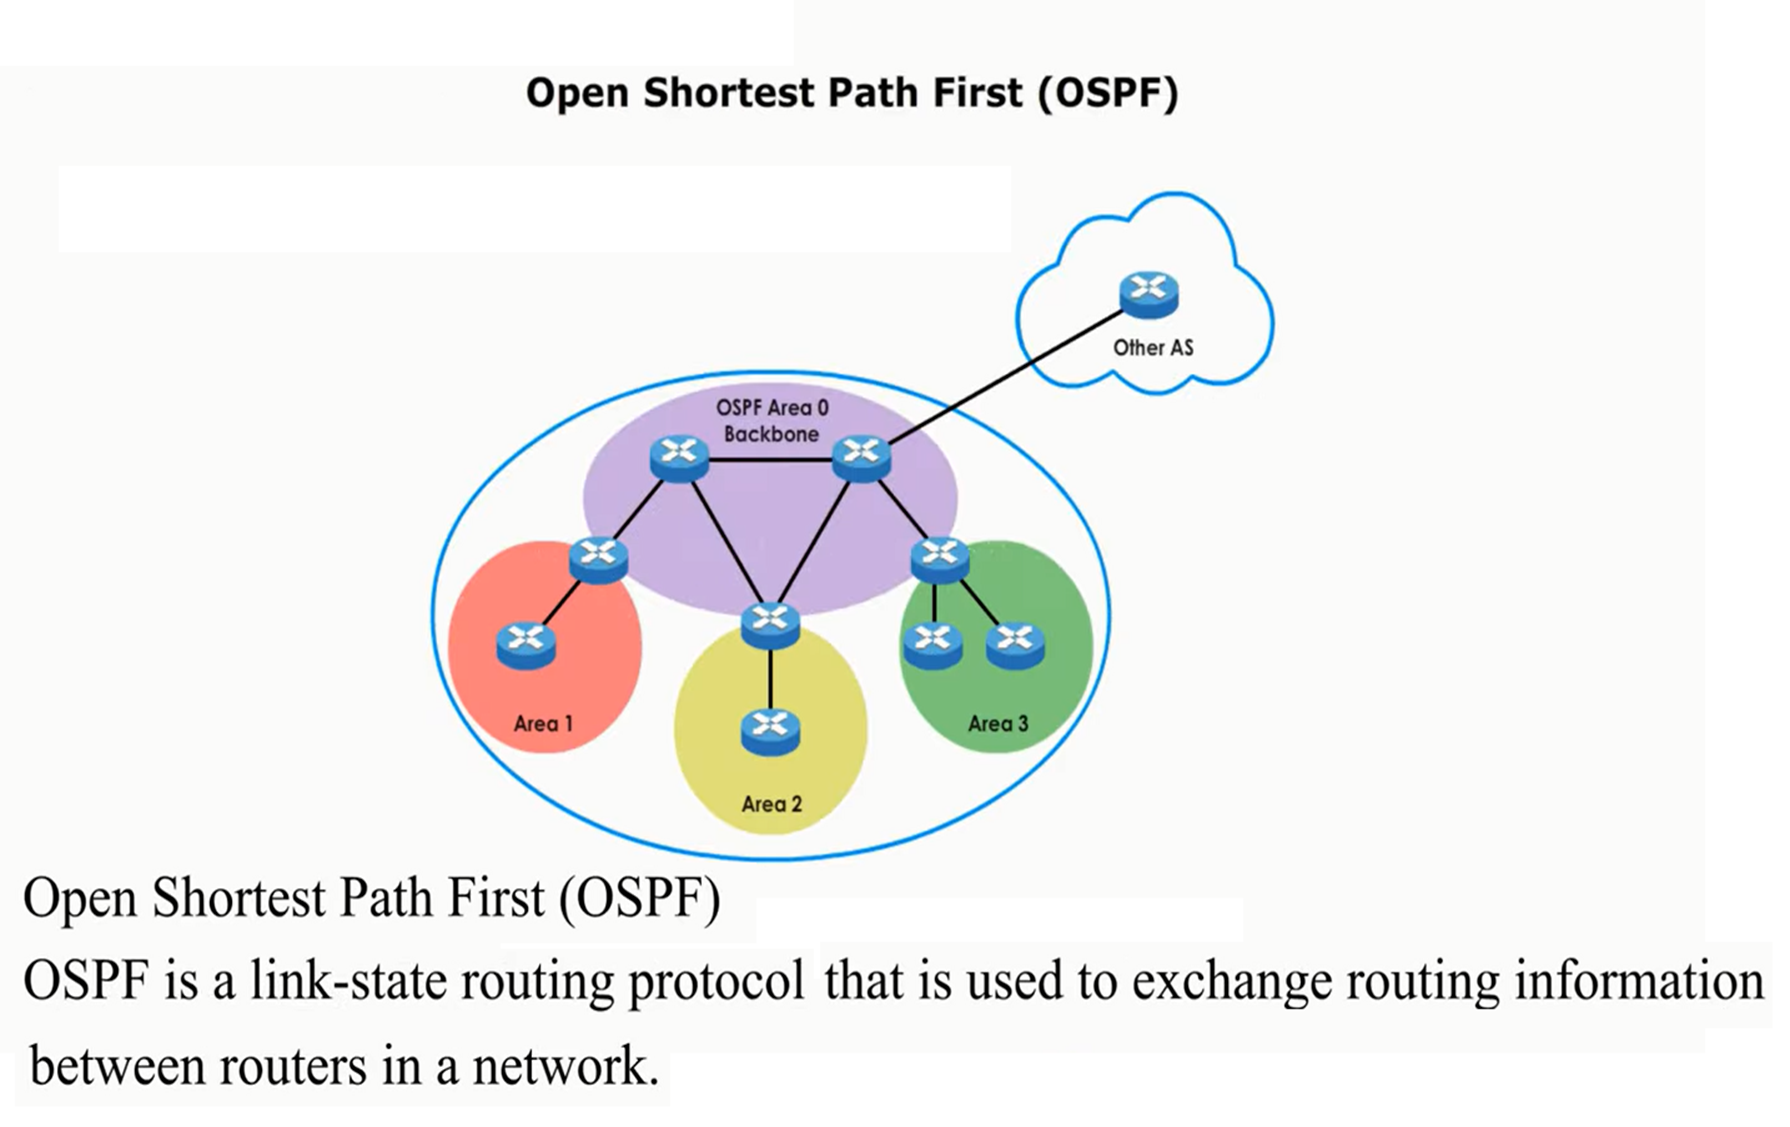 Open Shortest Path First (OSPF)
Other AS
OSPF Area 0
Backbone
Area 1
Area 3
Area 2
Open Shortest Path First (OSPF)
OSPF is a link-state routing protocol that is used to exchange routing information
between routers in a network.